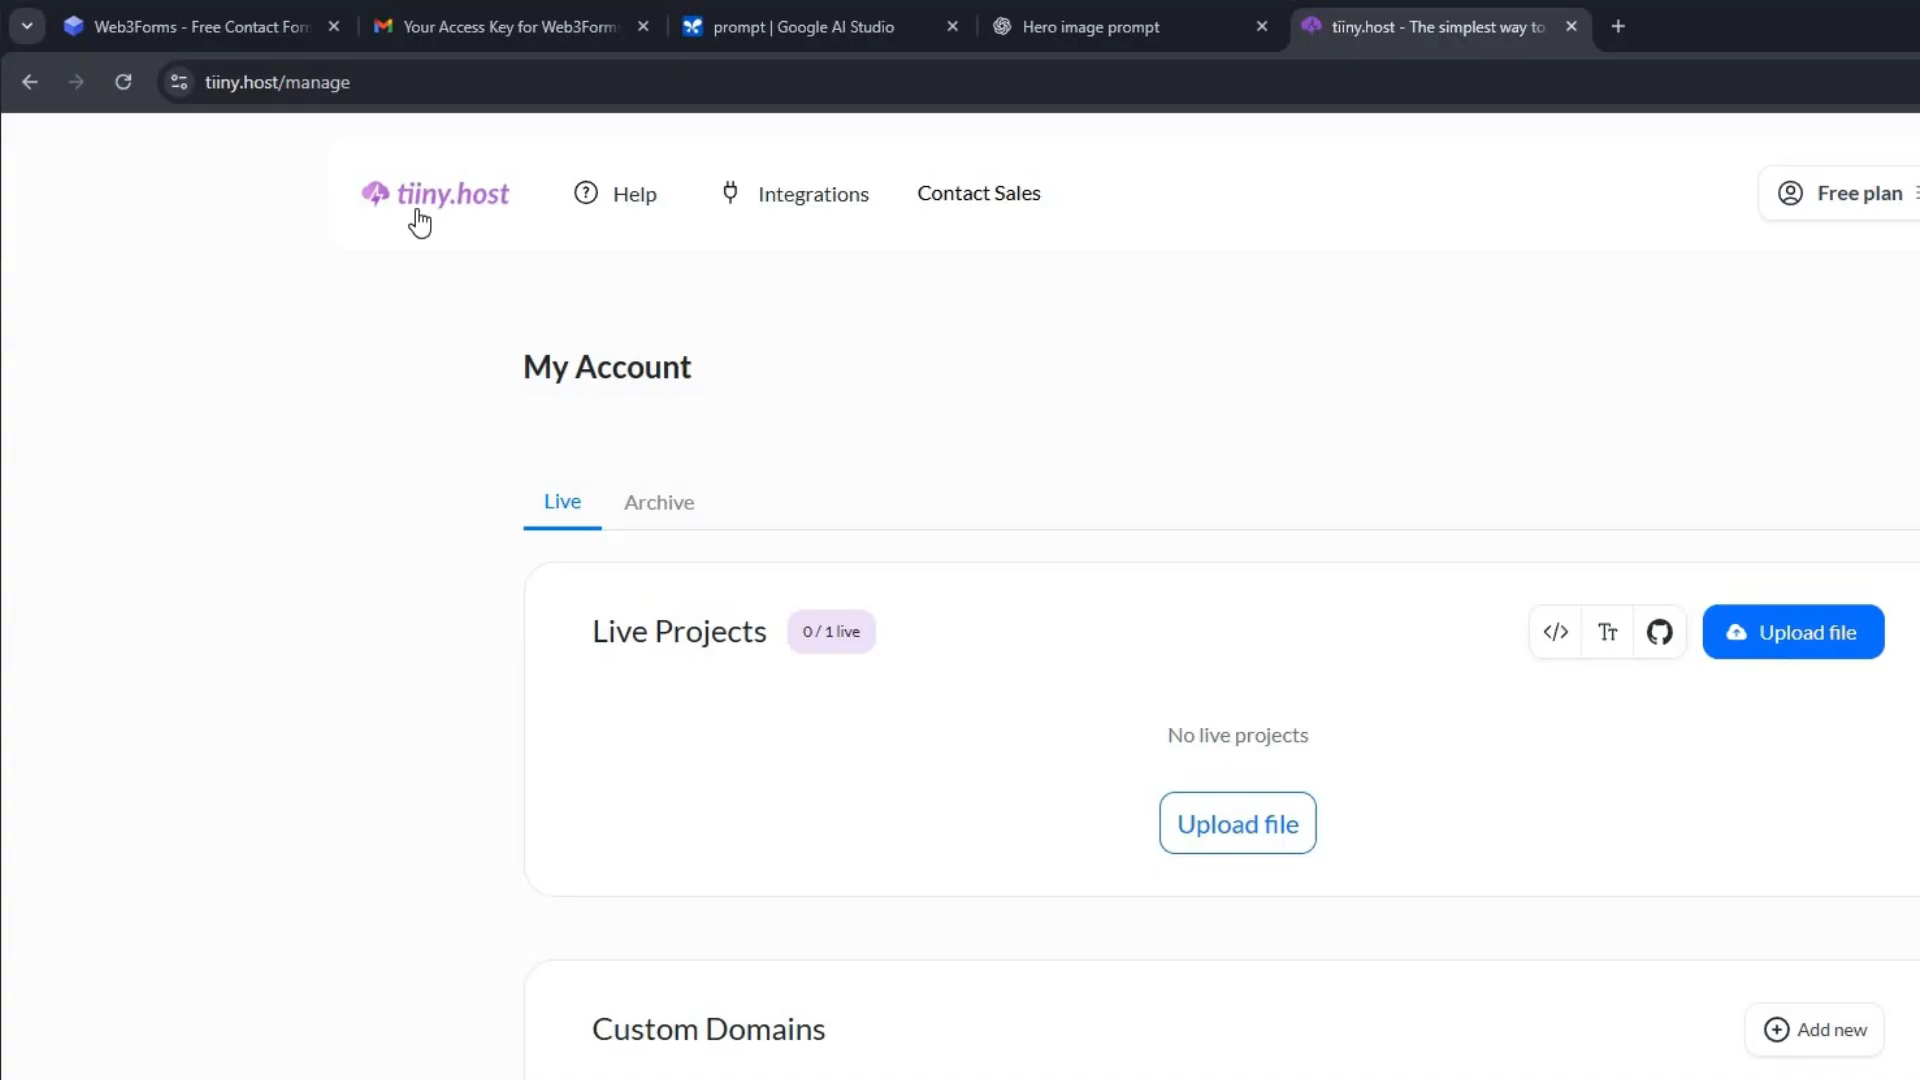 Web3Forms - Free Contact For
Your Access Key for Web3Form
prompt | Google AI Studio
Hero image prompt
tiiny.host - The simplest way to
tiiny.host/manage
tiiny.host
Help
Integrations
Contact Sales
Free plan
My Account
Live
Archive
Live Projects
0 / 1 live
</>
Tт
Upload file
No live projects
Upload file
Custom Domains
Add new